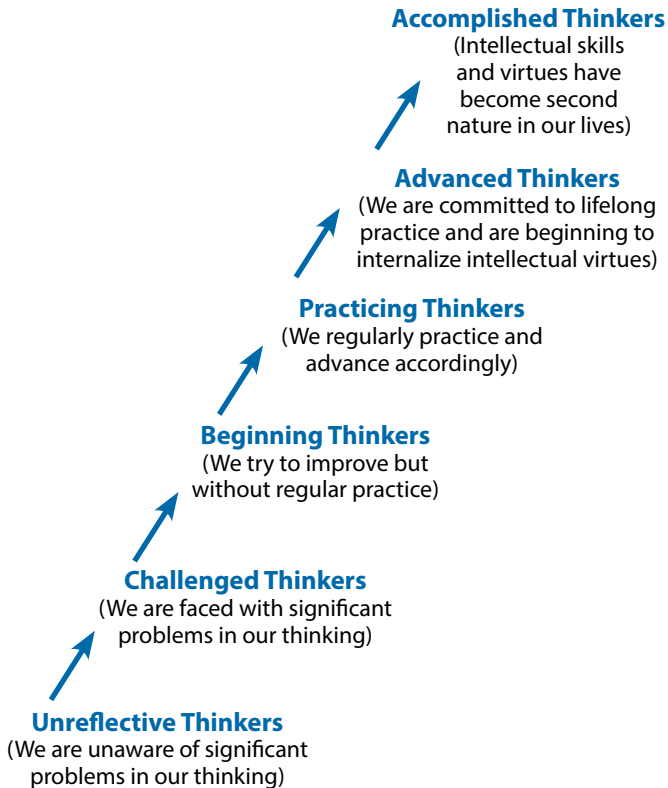 Accomplished Thinkers
(Intellectual skills
and virtues have
become second
nature in our lives)
Advanced Thinkers
(We are committed to lifelong
practice and are beginning to
internalize intellectual virtues)
Practicing Thinkers
(We regularly practice and
advance accordingly)
Beginning Thinkers
(We try to improve but
without regular practice)
Challenged Thinkers
(We are faced with significant
problems in our thinking)
Unreflective Thinkers
(We are unaware of significant
problems in our thinking)